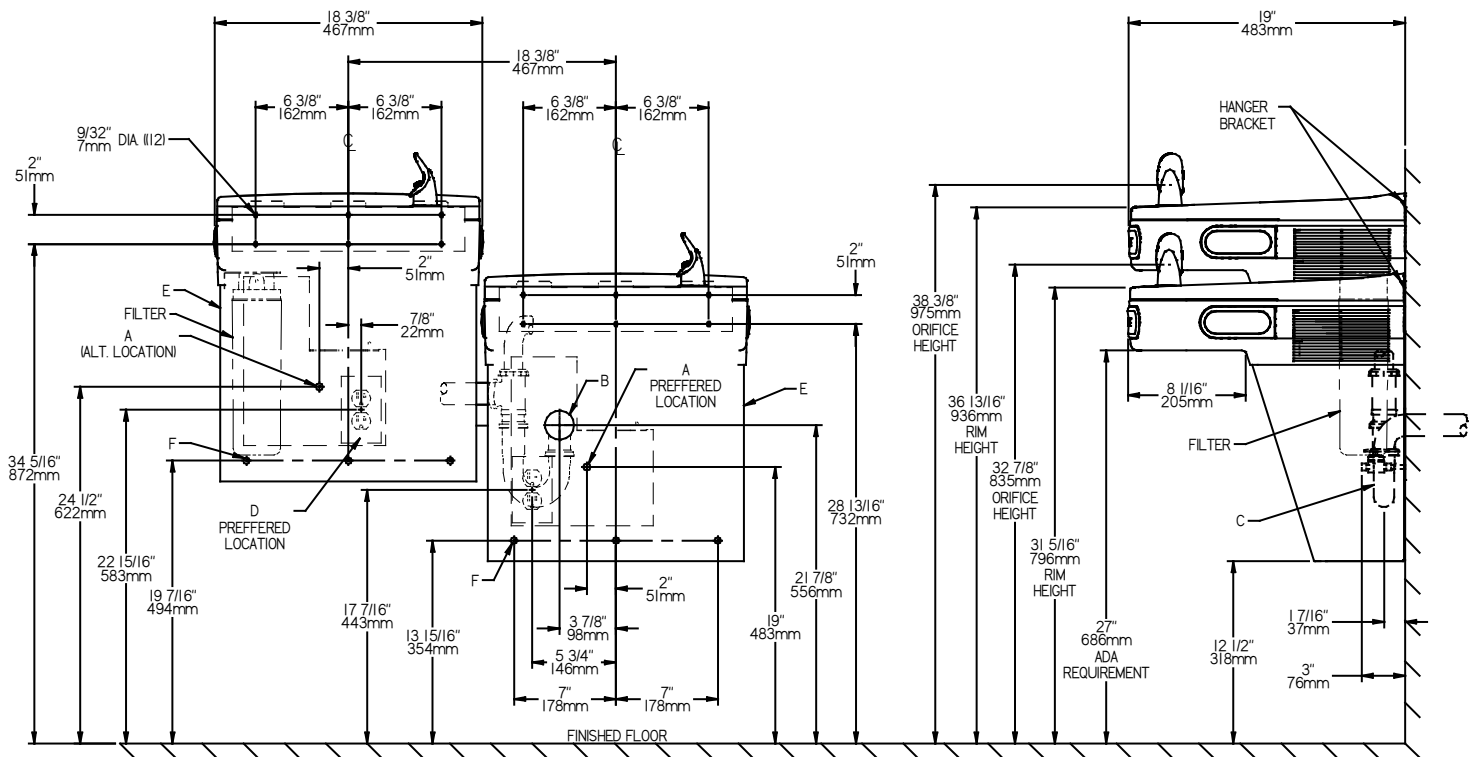 18 3/8"
467mm
18 3/8"
467mm
6 3/8"
162mm
6 3/8"
162mm
6 3/8"
162mm
6 3/8"
162mm
9/32"
7mm DIA. (112)
2"
51mm
℄
℄
2"
51mm
E
FILTER
A
(ALT. LOCATION)
7/8"
22mm
2"
51mm
B
A
PREFFERED
LOCATION
E
F
34 5/16"
872mm
24 1/2"
622mm
D
PREFFERED
LOCATION
22 15/16"
583mm
19 7/16"
494mm
17 7/16"
443mm
F
13 15/16"
354mm
2"
51mm
3 7/8"
98mm
5 3/4"
146mm
7"
178mm
7"
178mm
28 13/16"
732mm
21 7/8"
556mm
19"
483mm
FINISHED FLOOR
19"
483mm
HANGER
BRACKET
38 3/8"
975mm
ORIFICE
HEIGHT
36 13/16"
936mm
RIM
HEIGHT
32 7/8"
835mm
ORIFICE
HEIGHT
31 5/16"
796mm
RIM
HEIGHT
8 1/16"
205mm
FILTER
C
27"
686mm
ADA
REQUIREMENT
12 1/2"
318mm
1 7/16"
37mm
3"
76mm